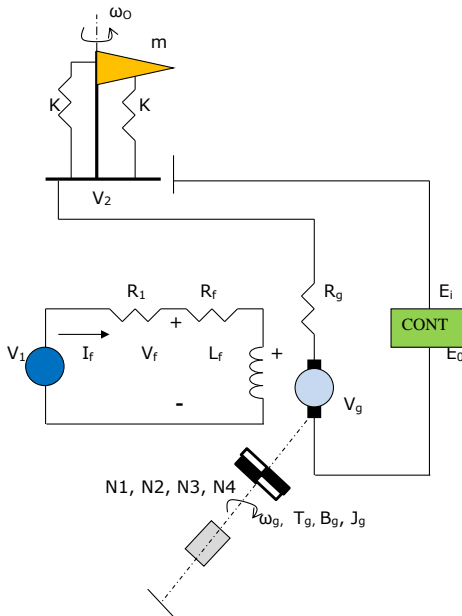 ωO
m
K K
V2
R1 Rf Rg Ei
CONT
V1 If + Vf Lf + E0
Vg
-
N1, N2, N3, N4
ωg, Tg, Bg, Jg